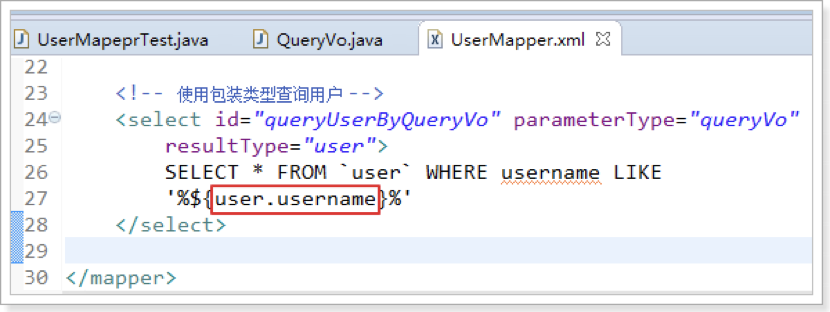 UserMapeprTest.java QueryVo.java UserMapper.xml
22
23 <!-- 使用包装类型查询用户 -->
24 <select id="queryUserByQueryVo" parameterType="queryVo"
25 resultType="user">
26 SELECT * FROM `user` WHERE username LIKE
27 '%${user.username}%'
28 </select>
29
30 </mapper>